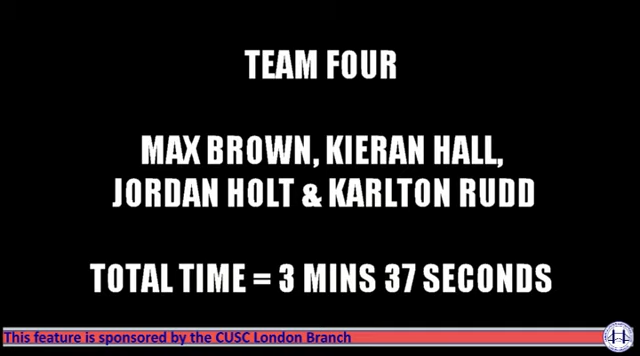 TEAM FOUR
MAX BROWN, KIERAN HALL,
JORDAN HOLT & KARLTON RUDD
TOTAL TIME = 3 MINS 37 SECONDS
This feature is sponsored by the CUSC London Branch